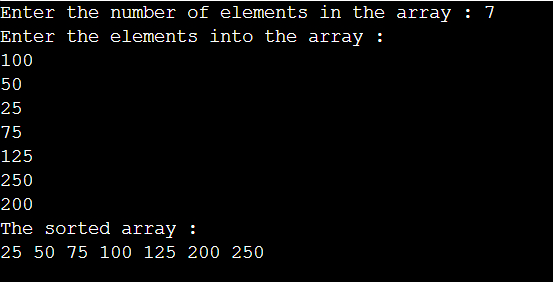 Enter the number of elements in the array : 7
Enter the elements into the array :
100
50
25
75
125
250
200
The sorted array :
25 50 75 100 125 200 250